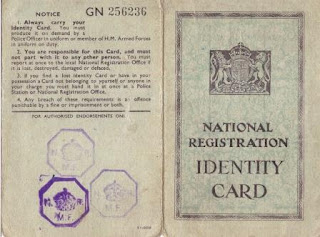 GN 256236
NOTICE
1. Always carry your
Identity Card. You must
produce it on demand by a
Police Officer in uniform or member of H.M. Armed Forces
in uniform on duty.
2. You are responsible for this Card, and must
not part with it to any other person. You must
report at once to the local National Registration Office if
it is lost, destroyed, damaged or defaced.
3. If you find a lost Identity Card or have in your
possession a Card not belonging to yourself or anyone in
your charge you must hand it in at once at a Police
Station or National Registration Office.
4. Any breach of these requirements is an offence
punishable by a fine or imprisonment or both.
FOR AUTHORISED ENDORSEMENTS ONLY
NATIONAL
REGISTRATION
IDENTITY
CARD